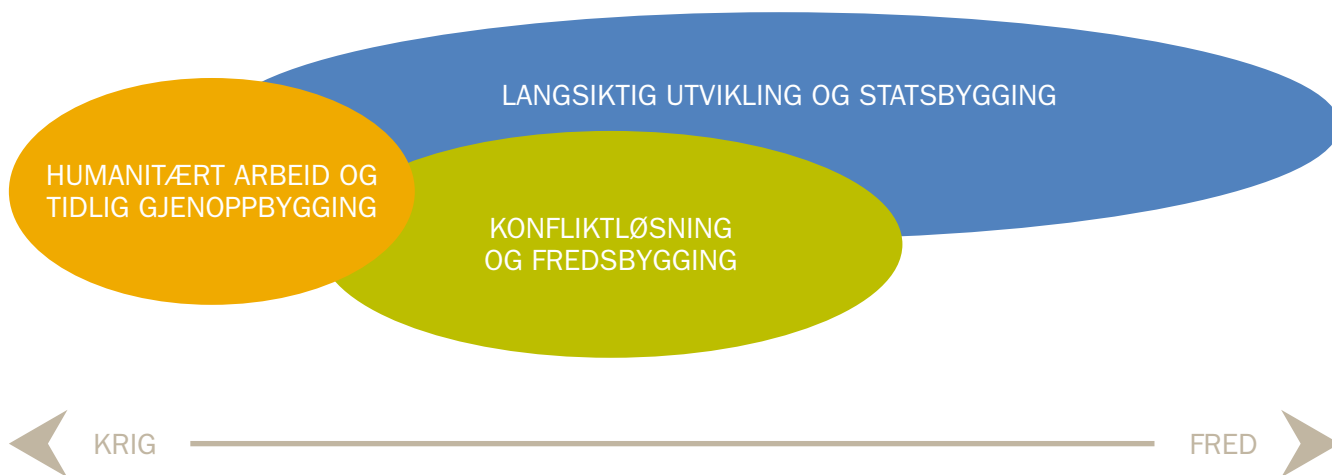 LANGSIKTIG UTVIKLING OG STATSBYGGING
HUMANITÆRT ARBEID OG
TIDLIG GJENOPPBYGGING
KONFLIKTLØSNING
OG FREDSBYGGING
KRIG
FRED